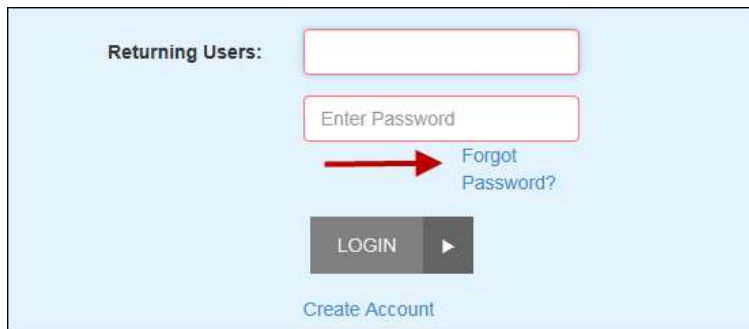 Returning Users:
Enter Password
Forgot
Password?
LOGIN
Create Account